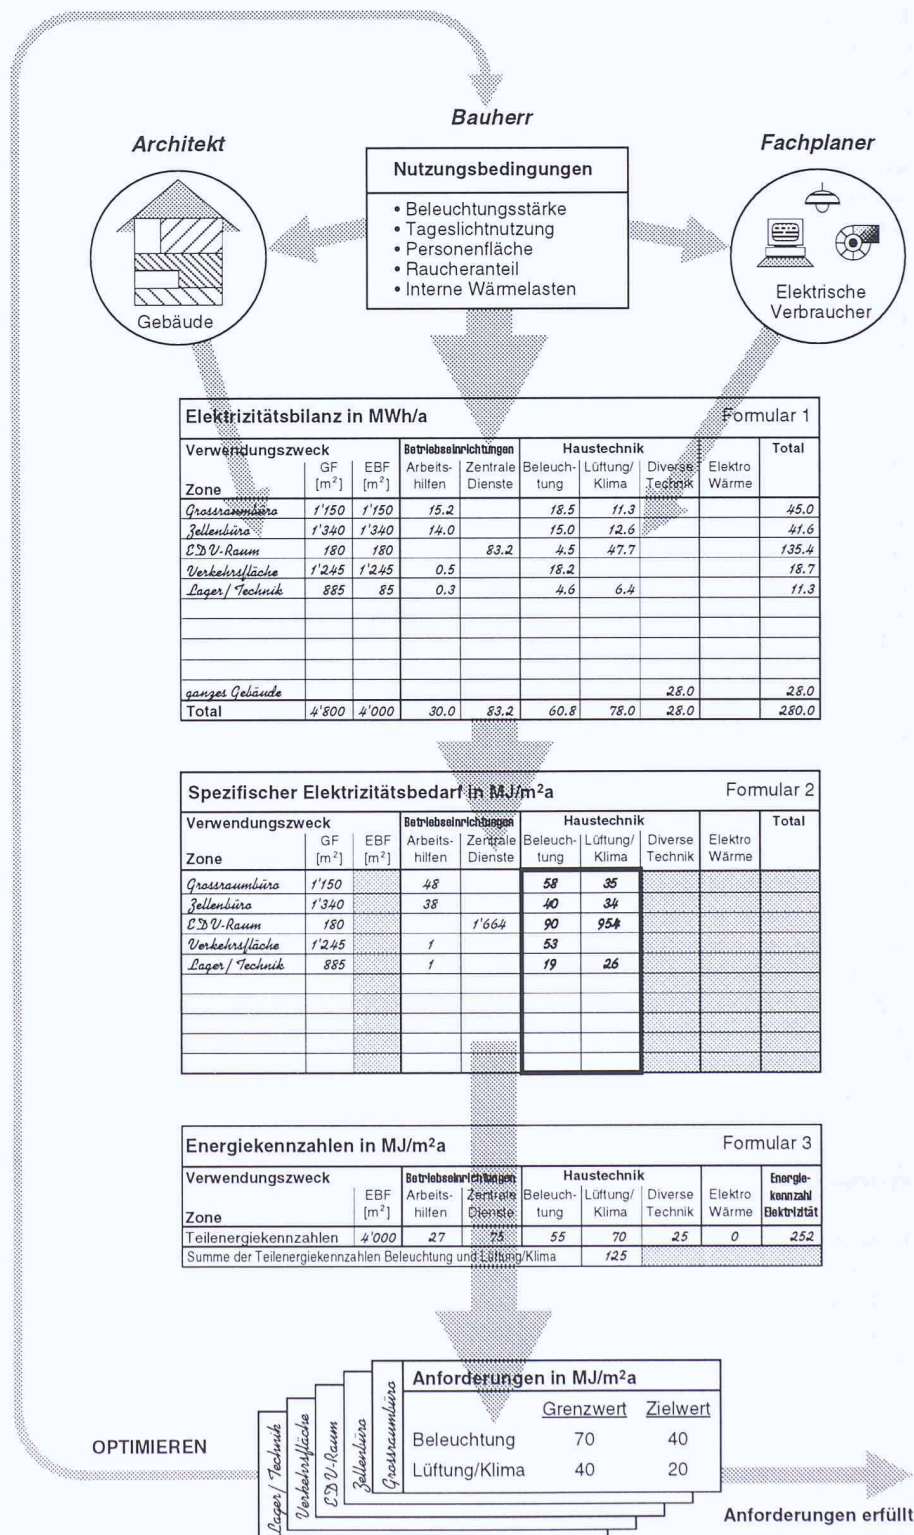 Bauherr
Architekt
Fachplaner
Nutzungsbedingungen
• Beleuchtungsstärke
• Tageslichtnutzung
• Personenfläche
• Raucheranteil
• Interne Wärmelasten
Gebäude
Elektrische
Verbraucher
Elektrizitätsbilanz in MWh/a Formular 1
Verwendungszweck Betriebseinrichtungen Haustechnik Total
GF EBF Arbeits- Zentrale Beleuch- Lüftung/ Diverse Elektro
Zone [m²] [m²] hilfen Dienste tung Klima Technik Wärme
Grossraumbüro 1'150 1'150 15.2 18.5 11.3 45.0
Zellenbüro 1'340 1'340 14.0 15.0 12.6 41.6
EDV-Raum 180 180 83.2 4.5 47.7 135.4
Verkehrsfläche 1'245 1'245 0.5 18.2 18.7
Lager/Technik 885 85 0.3 4.6 6.4 11.3
ganzes Gebäude 28.0 28.0
Total 4'800 4'000 30.0 83.2 60.8 78.0 28.0 280.0
Spezifischer Elektrizitätsbedarf in MJ/m²a Formular 2
Verwendungszweck Betriebseinrichtungen Haustechnik Total
GF EBF Arbeits- Zentrale Beleuch- Lüftung/ Diverse Elektro
Zone [m²] [m²] hilfen Dienste tung Klima Technik Wärme
Grossraumbüro 1'150 48 58 35
Zellenbüro 1'340 38 40 34
EDV-Raum 180 1'664 90 954
Verkehrsfläche 1'245 1 53
Lager/Technik 885 1 19 26
Energiekennzahlen in MJ/m²a Formular 3
Verwendungszweck Betriebseinrichtungen Haustechnik Energie-
EBF Arbeits- Zentrale Beleuch- Lüftung/ Diverse Elektro kennzahl
Zone [m²] hilfen Dienste tung Klima Technik Wärme Elektrizität
Teilenergiekennzahlen 4'000 27 75 55 70 25 0 252
Summe der Teilenergiekennzahlen Beleuchtung und Lüftung/Klima 125
Anforderungen in MJ/m²a
Grenzwert Zielwert
Beleuchtung 70 40
Lüftung/Klima 40 20
Grossraumbüro
Zellenbüro
EDV-Raum
Verkehrsfläche
Lager/Technik
OPTIMIEREN
Anforderungen erfüllt